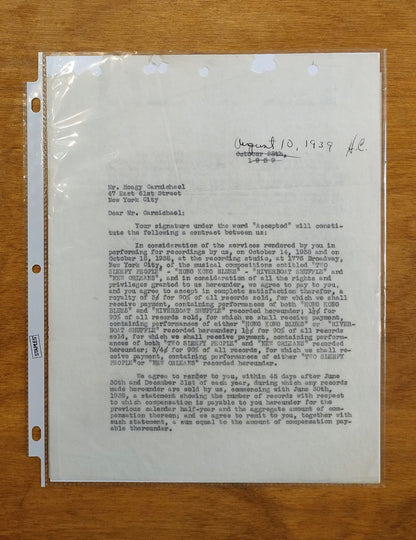 August 10, 1939 H.C.
October 25th,
1939
Mr. Hoagy Carmichael
47 East 61st Street
New York City
Dear Mr. Carmichael:
Your signature under the word "Accepted" will consti-
tute the following a contract between us:
In consideration of the services rendered by you in
performing for recordings by us, on October 14, 1938 and on
October 18, 1938, at the recording studio, at 1776 Broadway,
New York City, of the musical compositions entitled "TWO
SLEEPY PEOPLE" - "HONG KONG BLUES" - "RIVERBOAT SHUFFLE" and
"NEW ORLEANS", and in consideration of all the rights and
privileges granted to us hereunder, we agree to pay to you,
and you agree to accept in complete satisfaction therefor, a
royalty of 3¢ for 90% of all records sold, for which we shall
receive payment, containing performances of both "HONG KONG
BLUES" and "RIVERBOAT SHUFFLE" recorded hereunder; 1½¢ for
90% of all records sold, for which we shall receive payment,
containing performances of either "HONG KONG BLUES" or "RIVER-
BOAT SHUFFLE" recorded hereunder; 1½¢ for 90% of all records
sold, for which we shall receive payment, containing perform-
ances of both "TWO SLEEPY PEOPLE" and "NEW ORLEANS" recorded
hereunder; 3/4¢ for 90% of all records, for which we shall re-
ceive payment, containing performances of either "TWO SLEEPY
PEOPLE" or "NEW ORLEANS" recorded hereunder.
We agree to render to you, within 45 days after June
30th and December 31st of each year, during which any records
made hereunder are sold by us, commencing with June 30th,
1939, a statement showing the number of records with respect
to which compensation is payable to you hereunder for the
previous calendar half-year and the aggregate amount of com-
pensation thereon; and we agree to remit to you, together with
such statement, a sum equal to the amount of compensation pay-
able thereunder.